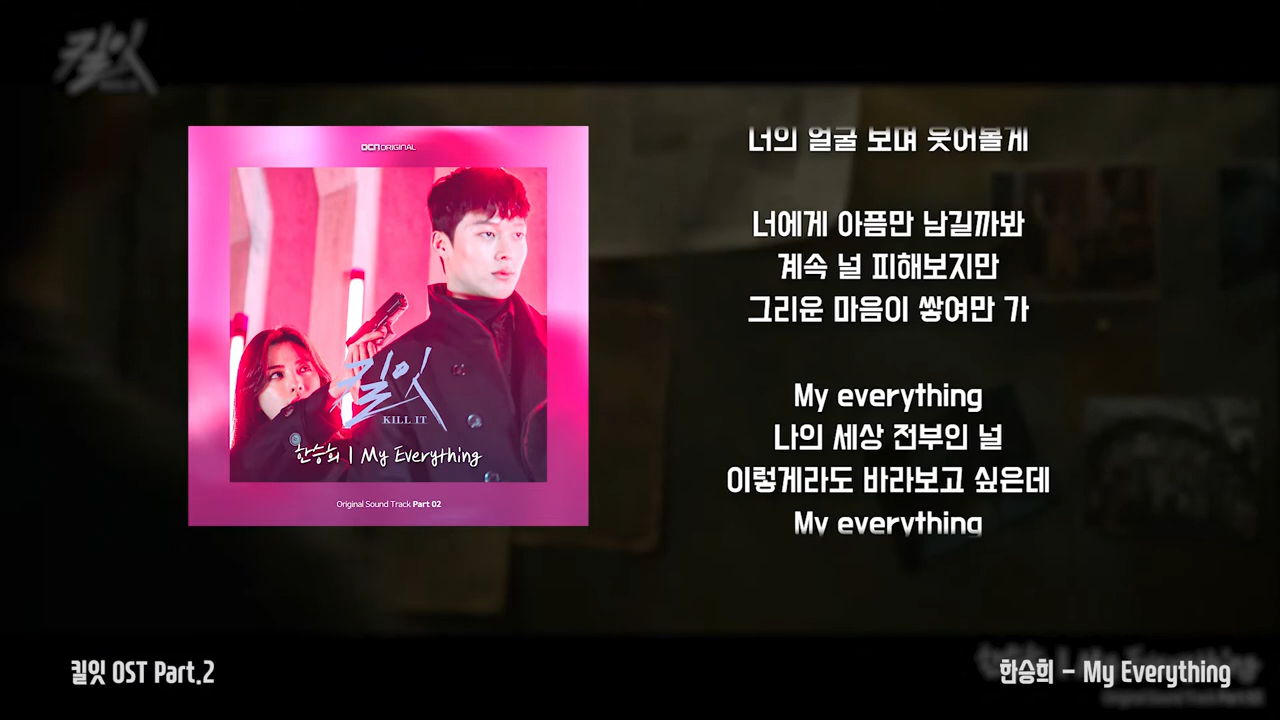 킬잇
OCN ORIGINAL
킬잇
KILL IT
한승희 | My Everything
Original Sound Track Part 02
너의 얼굴 보며 웃어볼게
너에게 아픔만 남길까봐
계속 널 피해보지만
그리운 마음이 쌓여만 가
My everything
나의 세상 전부인 널
이렇게라도 바라보고 싶은데
My everything
킬잇 OST Part.2
한승희 - My Everything